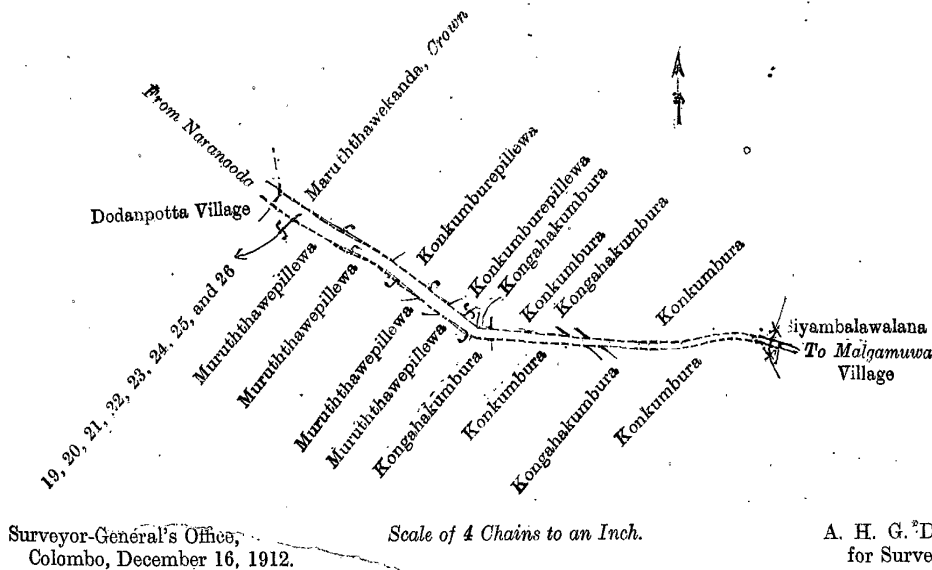 From Narangoda
Maruththawekanda, Crown
Dodanpotta Village
Konkumburepillewa
Konkumburepillewa
Kongahakumbura
Konkumbura
Kongahakumbura
Konkumbura
iyambalawalana
To Malgamuwa
Village
19, 20, 21, 22, 23, 24, 25, and 26
Muruththawepillewa
Muruththawepillewa
Muruththawepillewa
Muruththawepillewa
Kongahakumbura
Konkumbura
Kongahakumbura
Konkumbura
Surveyor-General's Office,
Colombo, December 16, 1912.
Scale of 4 Chains to an Inch.
A. H. G. D
for Surve